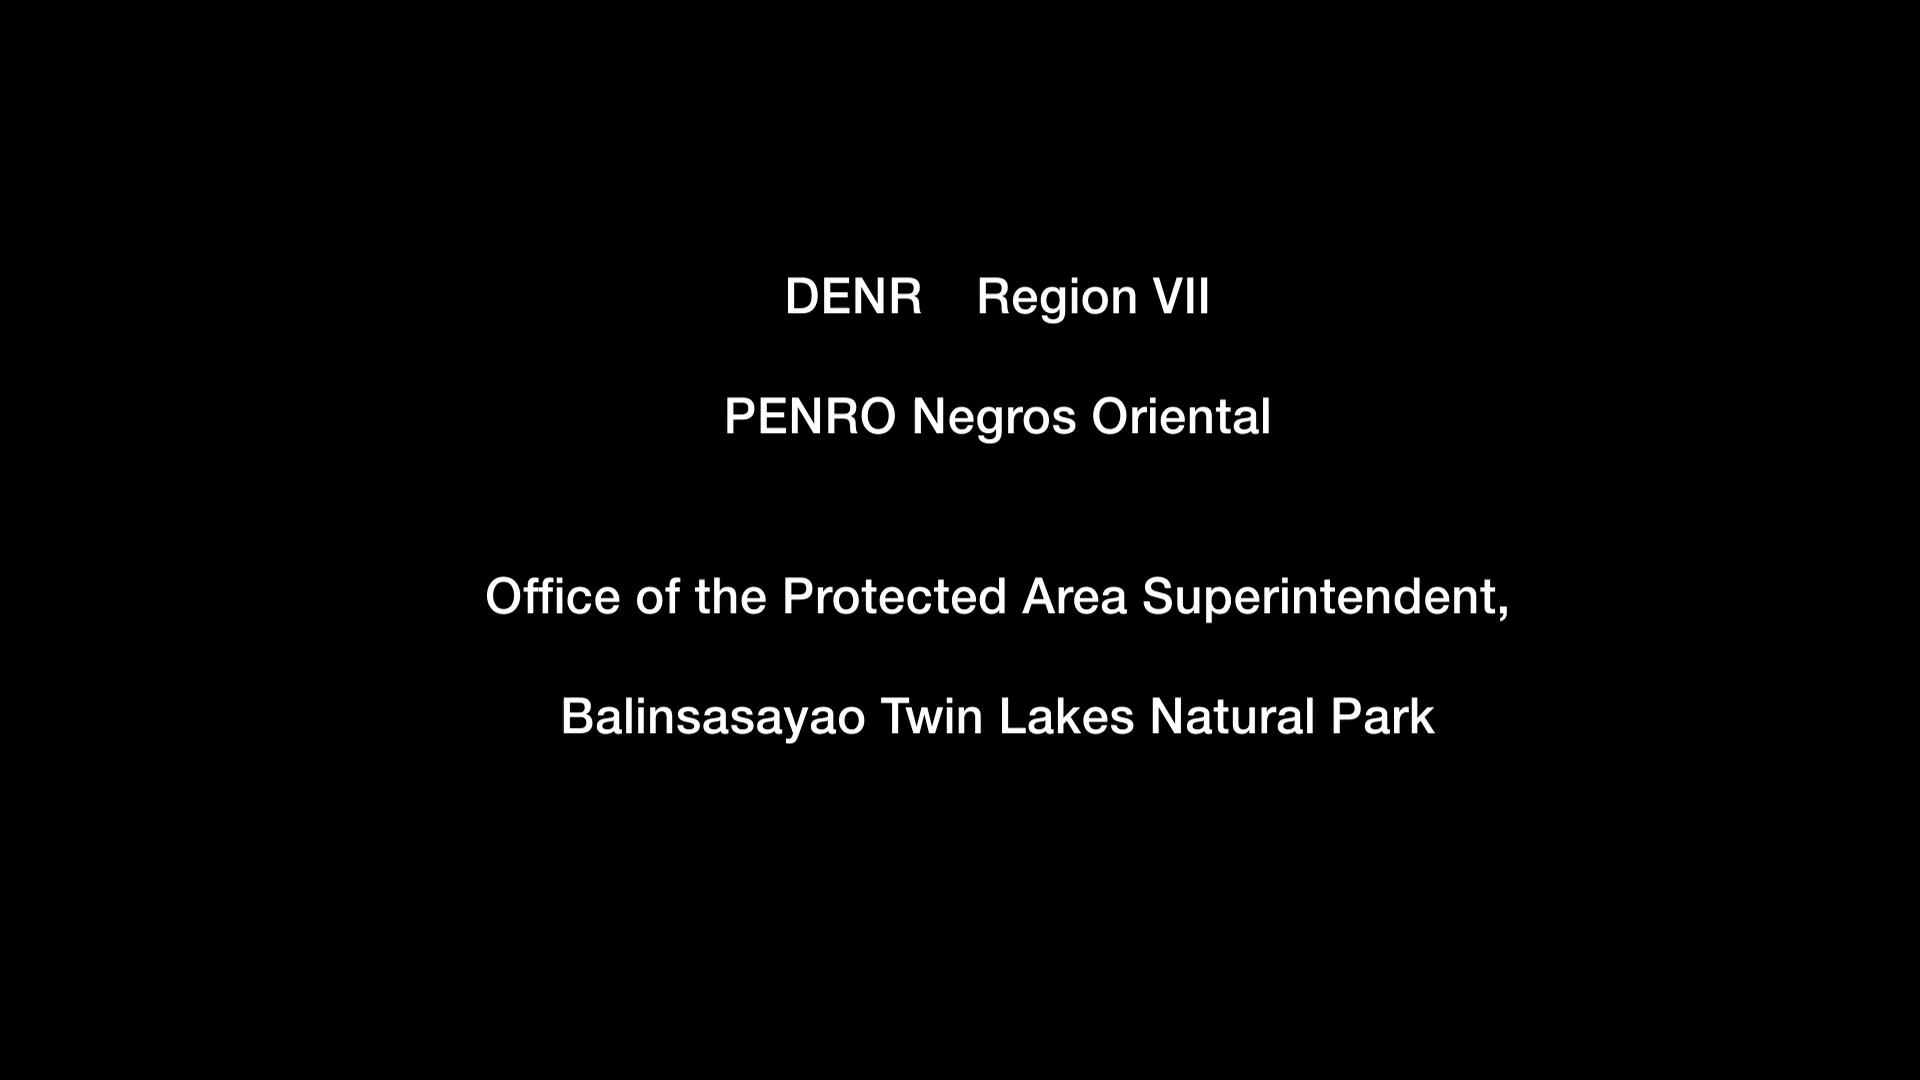 DENR Region VII
PENRO Negros Oriental
Office of the Protected Area Superintendent,
Balinsasayao Twin Lakes Natural Park